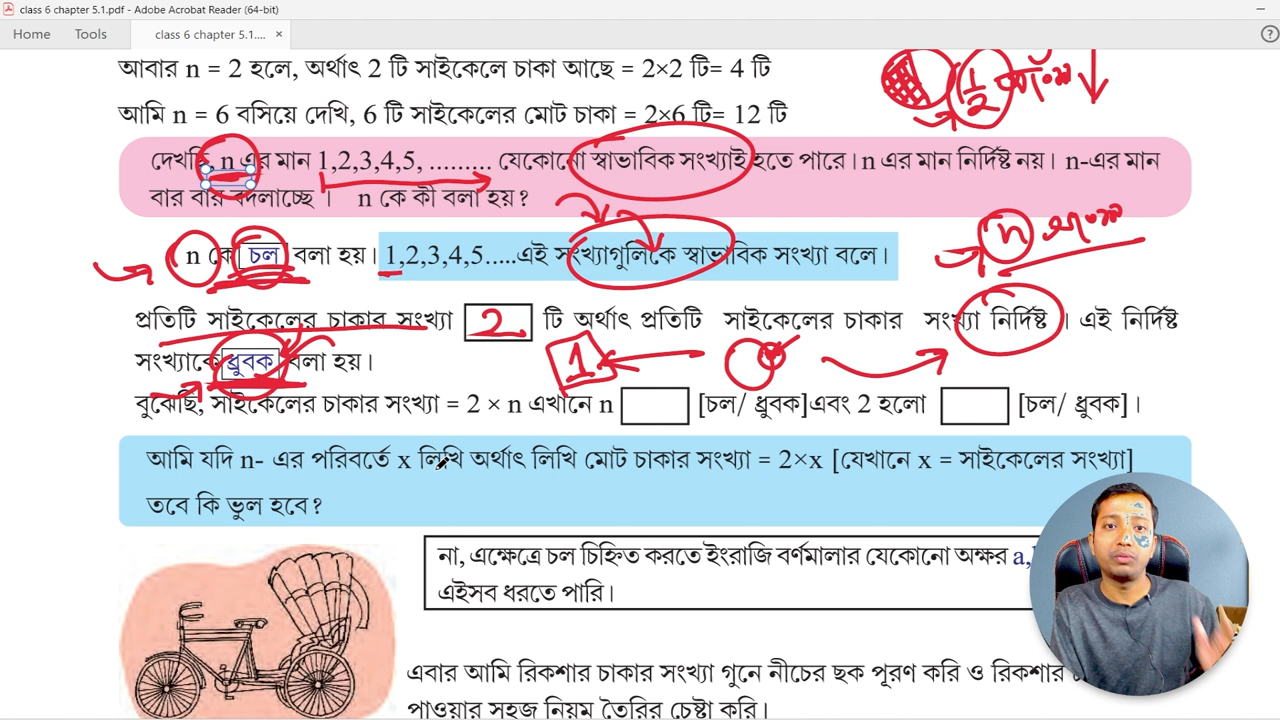 class 6 chapter 5.1.pdf - Adobe Acrobat Reader (64-bit)
Home Tools class 6 chapter 5.1.... ×
আবার n = 2 হলে, অর্থাৎ 2 টি সাইকেলে চাকা আছে = 2×2 টি= 4 টি
1/2 অংশ
আমি n = 6 বসিয়ে দেখি, 6 টি সাইকেলের মোট চাকা = 2×6 টি= 12 টি
দেখছি, n এর মান 1,2,3,4,5, ......... যেকোনো স্বাভাবিক সংখ্যাই হতে পারে। n এর মান নির্দিষ্ট নয়। n-এর মান
বার বার বদলাচ্ছে। n কে কী বলা হয়?
n অংশ
n কে চল বলা হয়। 1,2,3,4,5.....এই সংখ্যাগুলিকে স্বাভাবিক সংখ্যা বলে।
প্রতিটি সাইকেলের চাকার সংখ্যা 2 টি অর্থাৎ প্রতিটি সাইকেলের চাকার সংখ্যা নির্দিষ্ট । এই নির্দিষ্ট
সংখ্যাকে ধ্রুবক বলা হয়। 1
বুঝেছি, সাইকেলের চাকার সংখ্যা = 2 × n এখানে n [চল/ ধ্রুবক]এবং 2 হলো [চল/ ধ্রুবক]।
আমি যদি n- এর পরিবর্তে x লিখি অর্থাৎ লিখি মোট চাকার সংখ্যা = 2×x [যেখানে x = সাইকেলের সংখ্যা]
তবে কি ভুল হবে?
না, এক্ষেত্রে চল চিহ্নিত করতে ইংরাজি বর্ণমালার যেকোনো অক্ষর a,
এইসব ধরতে পারি।
এবার আমি রিকশার চাকার সংখ্যা গুনে নীচের ছক পূরণ করি ও রিকশার
পাওয়ার সহজ নিয়ম তৈরির চেষ্টা করি।